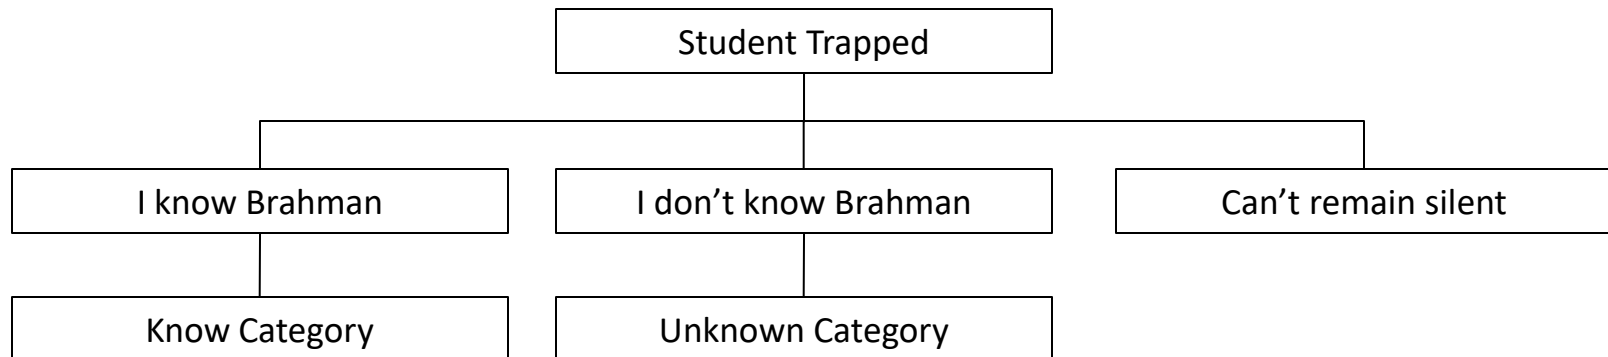 Student Trapped
I know Brahman
I don’t know Brahman
Can’t remain silent
Know Category
Unknown Category